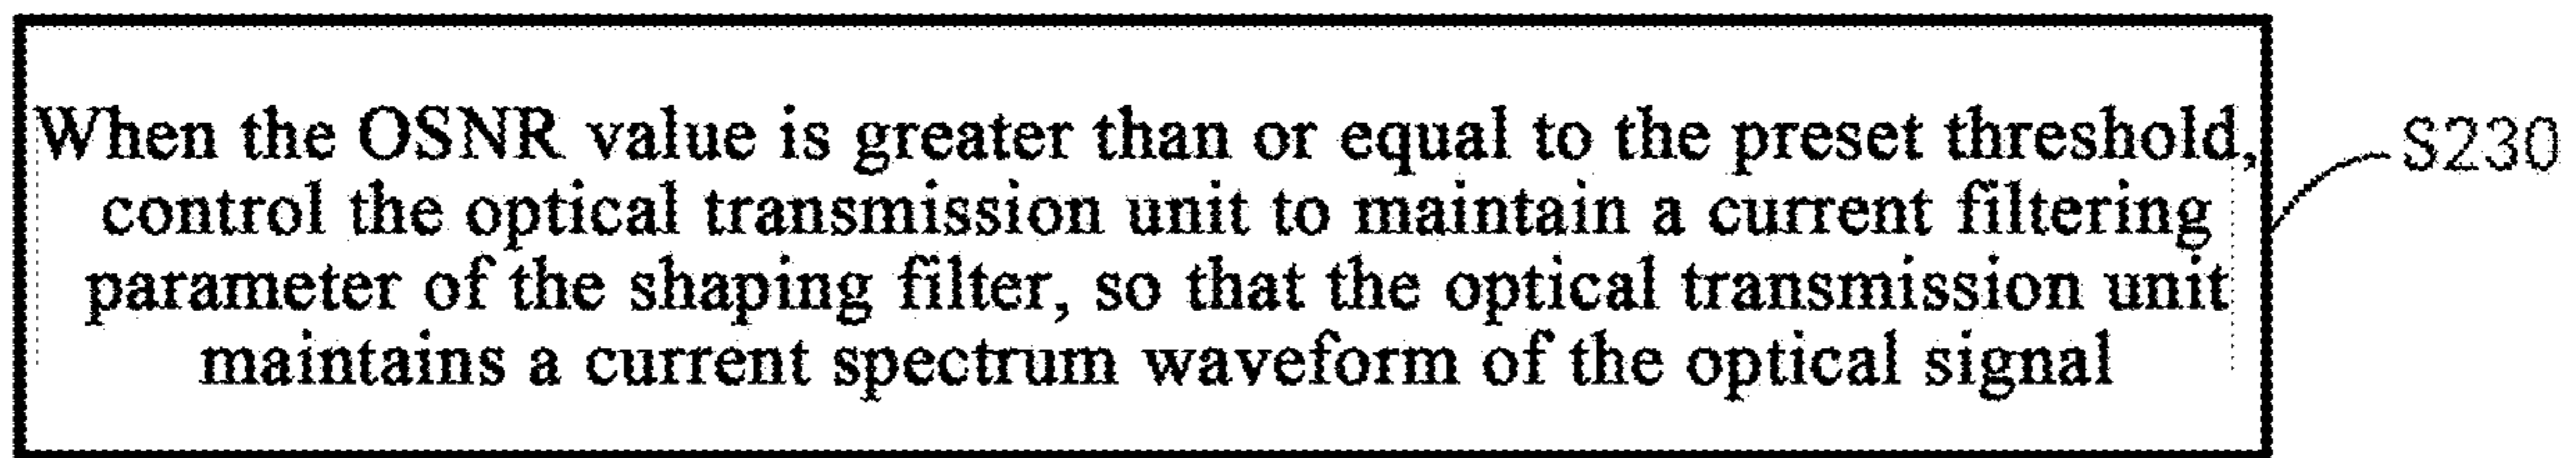 When the OSNR value is greater than or equal to the preset threshold,
control the optical transmission unit to maintain a current filtering
parameter of the shaping filter, so that the optical transmission unit
maintains a current spectrum waveform of the optical signal
S230